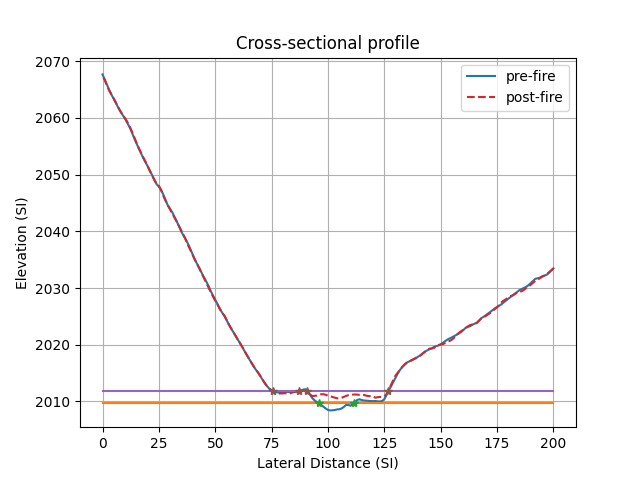 Cross-sectional profile
pre-fire
post-fire
Elevation (SI)
2070
2060
2050
2040
2030
2020
2010
0 25 50 75 100 125 150 175 200
Lateral Distance (SI)